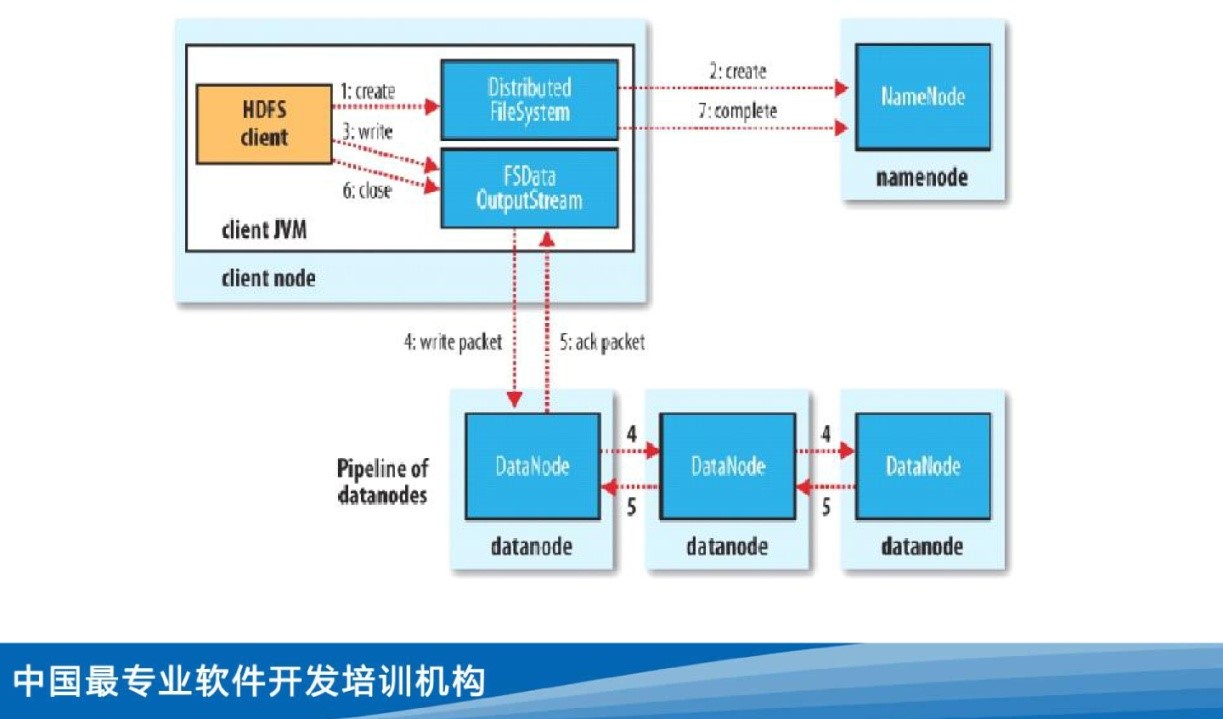 1: create
Distributed
FileSystem
2: create
7: complete
NameNode
namenode
HDFS
client
3: write
6: close
FSData
OutputStream
client JVM
client node
4: write packet
5: ack packet
Pipeline of
datanodes
DataNode
datanode
4
5
DataNode
datanode
4
5
DataNode
datanode
中国最专业软件开发培训机构